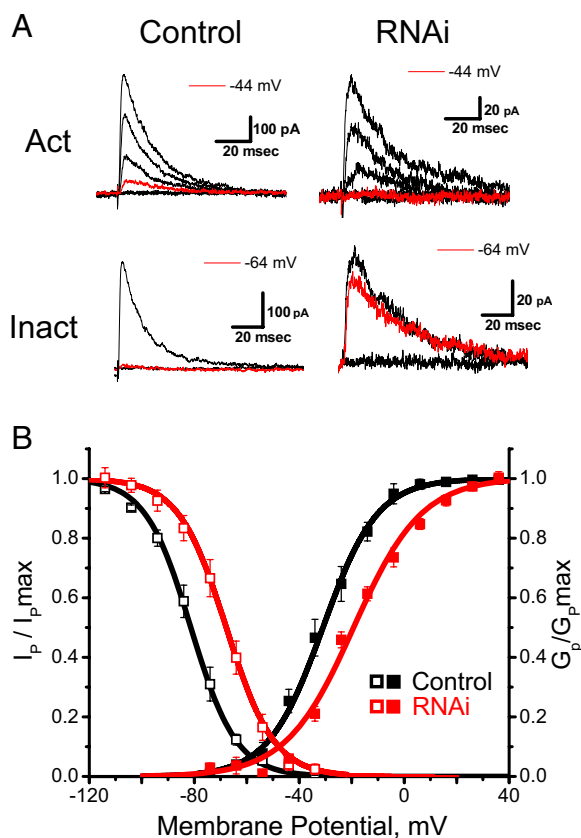 A
Control
RNAi
Act
-44 mV
100 pA
20 msec
-44 mV
20 pA
20 msec
Inact
-64 mV
100 pA
20 msec
-64 mV
20 pA
20 msec
B
1.0
0.8
0.6
0.4
0.2
0.0
IP / IPmax
1.0
0.8
0.6
0.4
0.2
0.0
Gp/GPmax
Control
RNAi
-120 -80 -40 0 40
Membrane Potential, mV